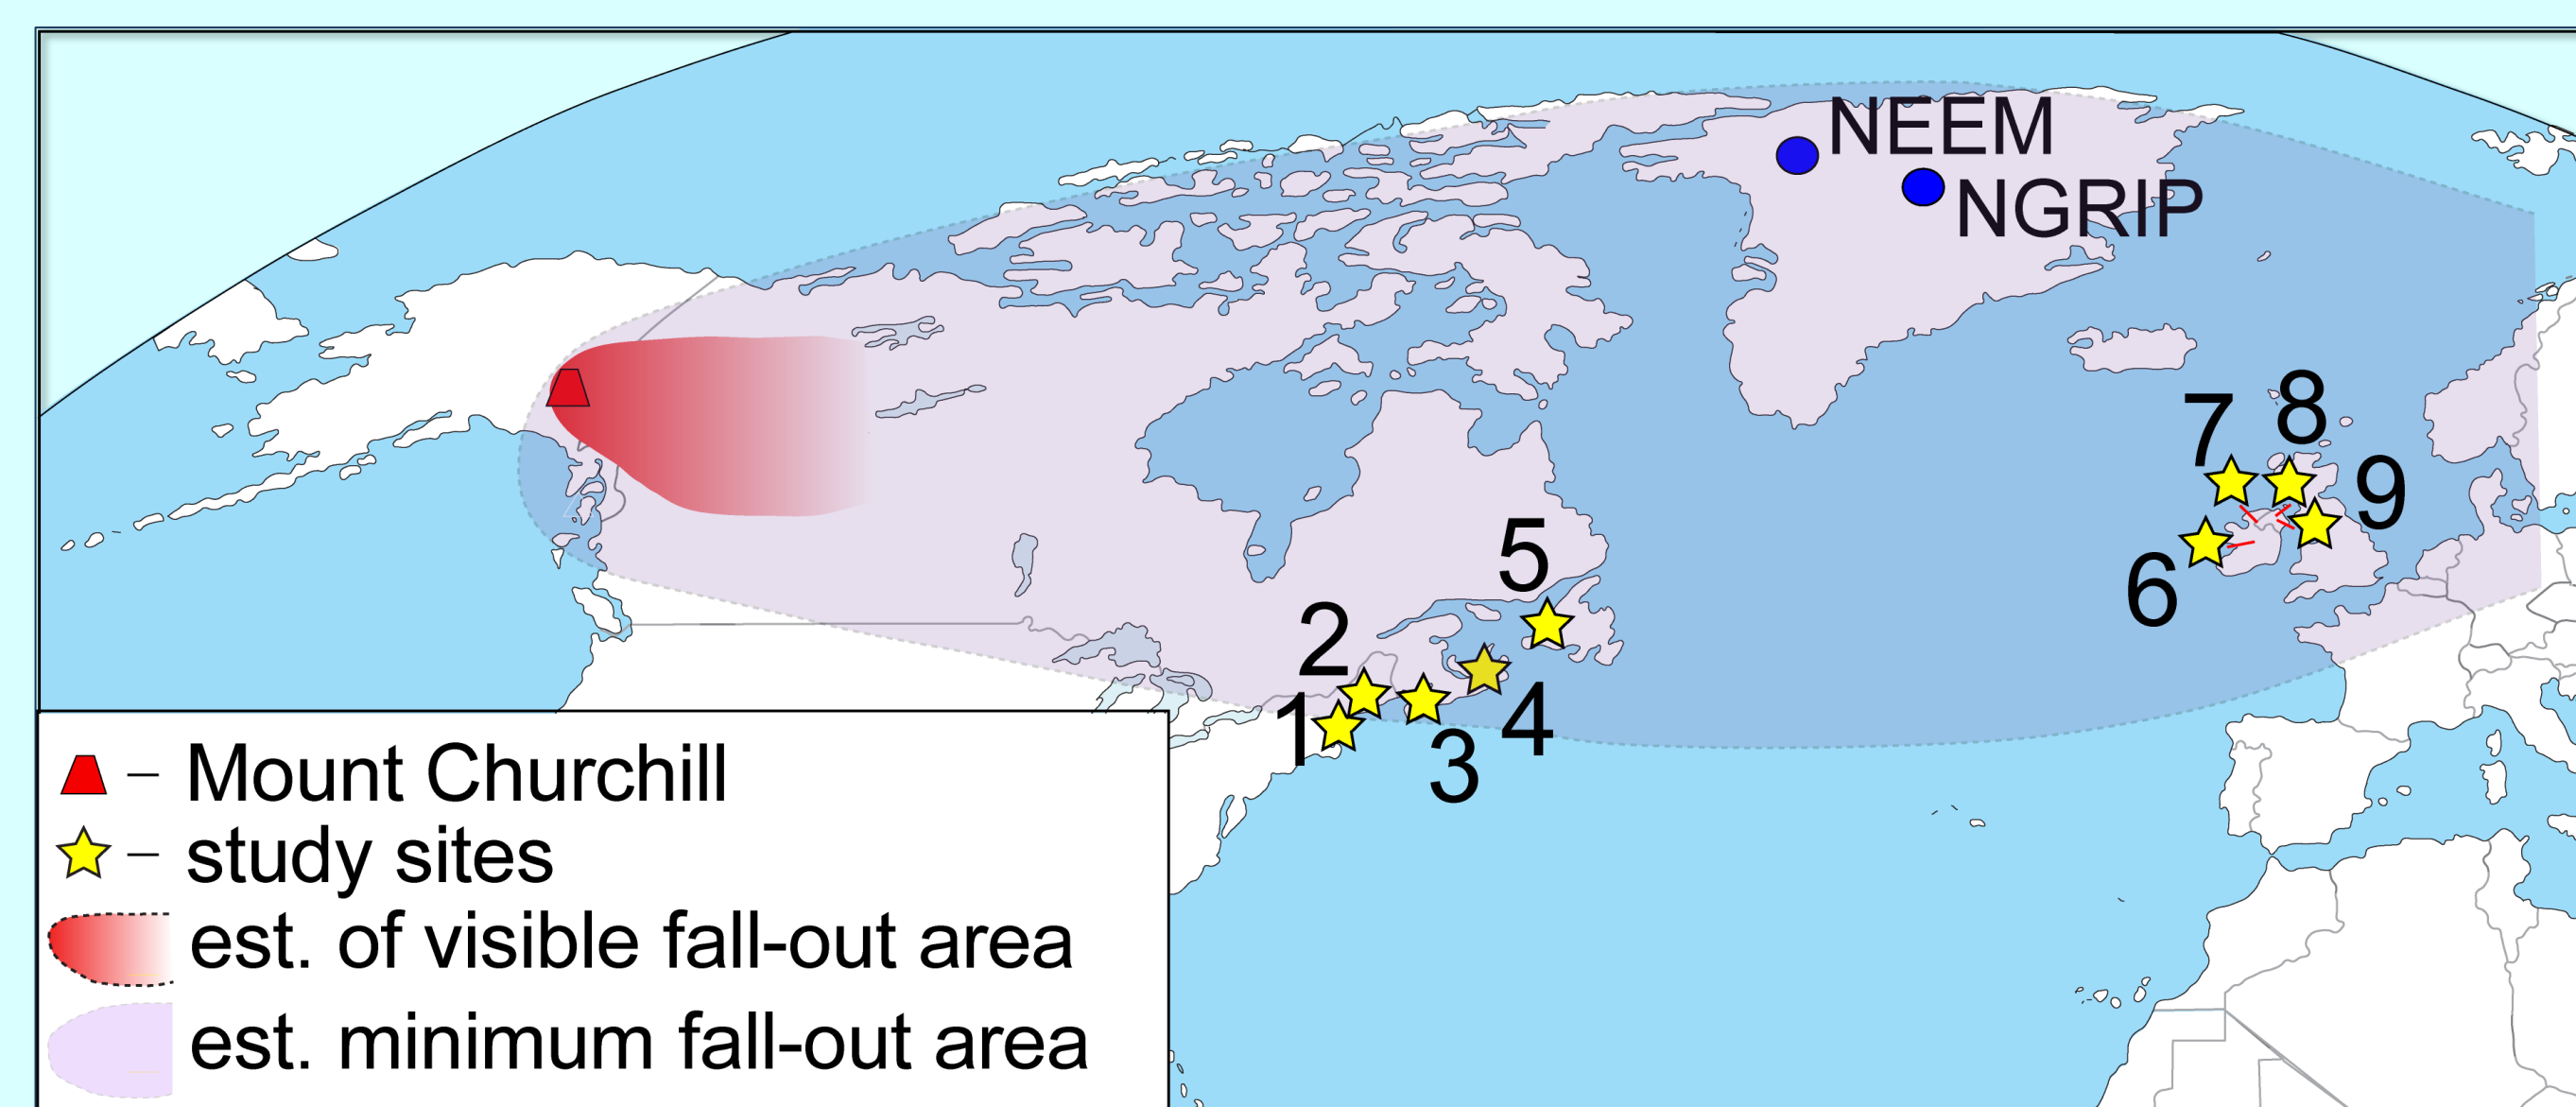 NEEM
NGRIP
8
7
9
5
6
2
1
4
3
– Mount Churchill
– study sites
est. of visible fall-out area
est. minimum fall-out area